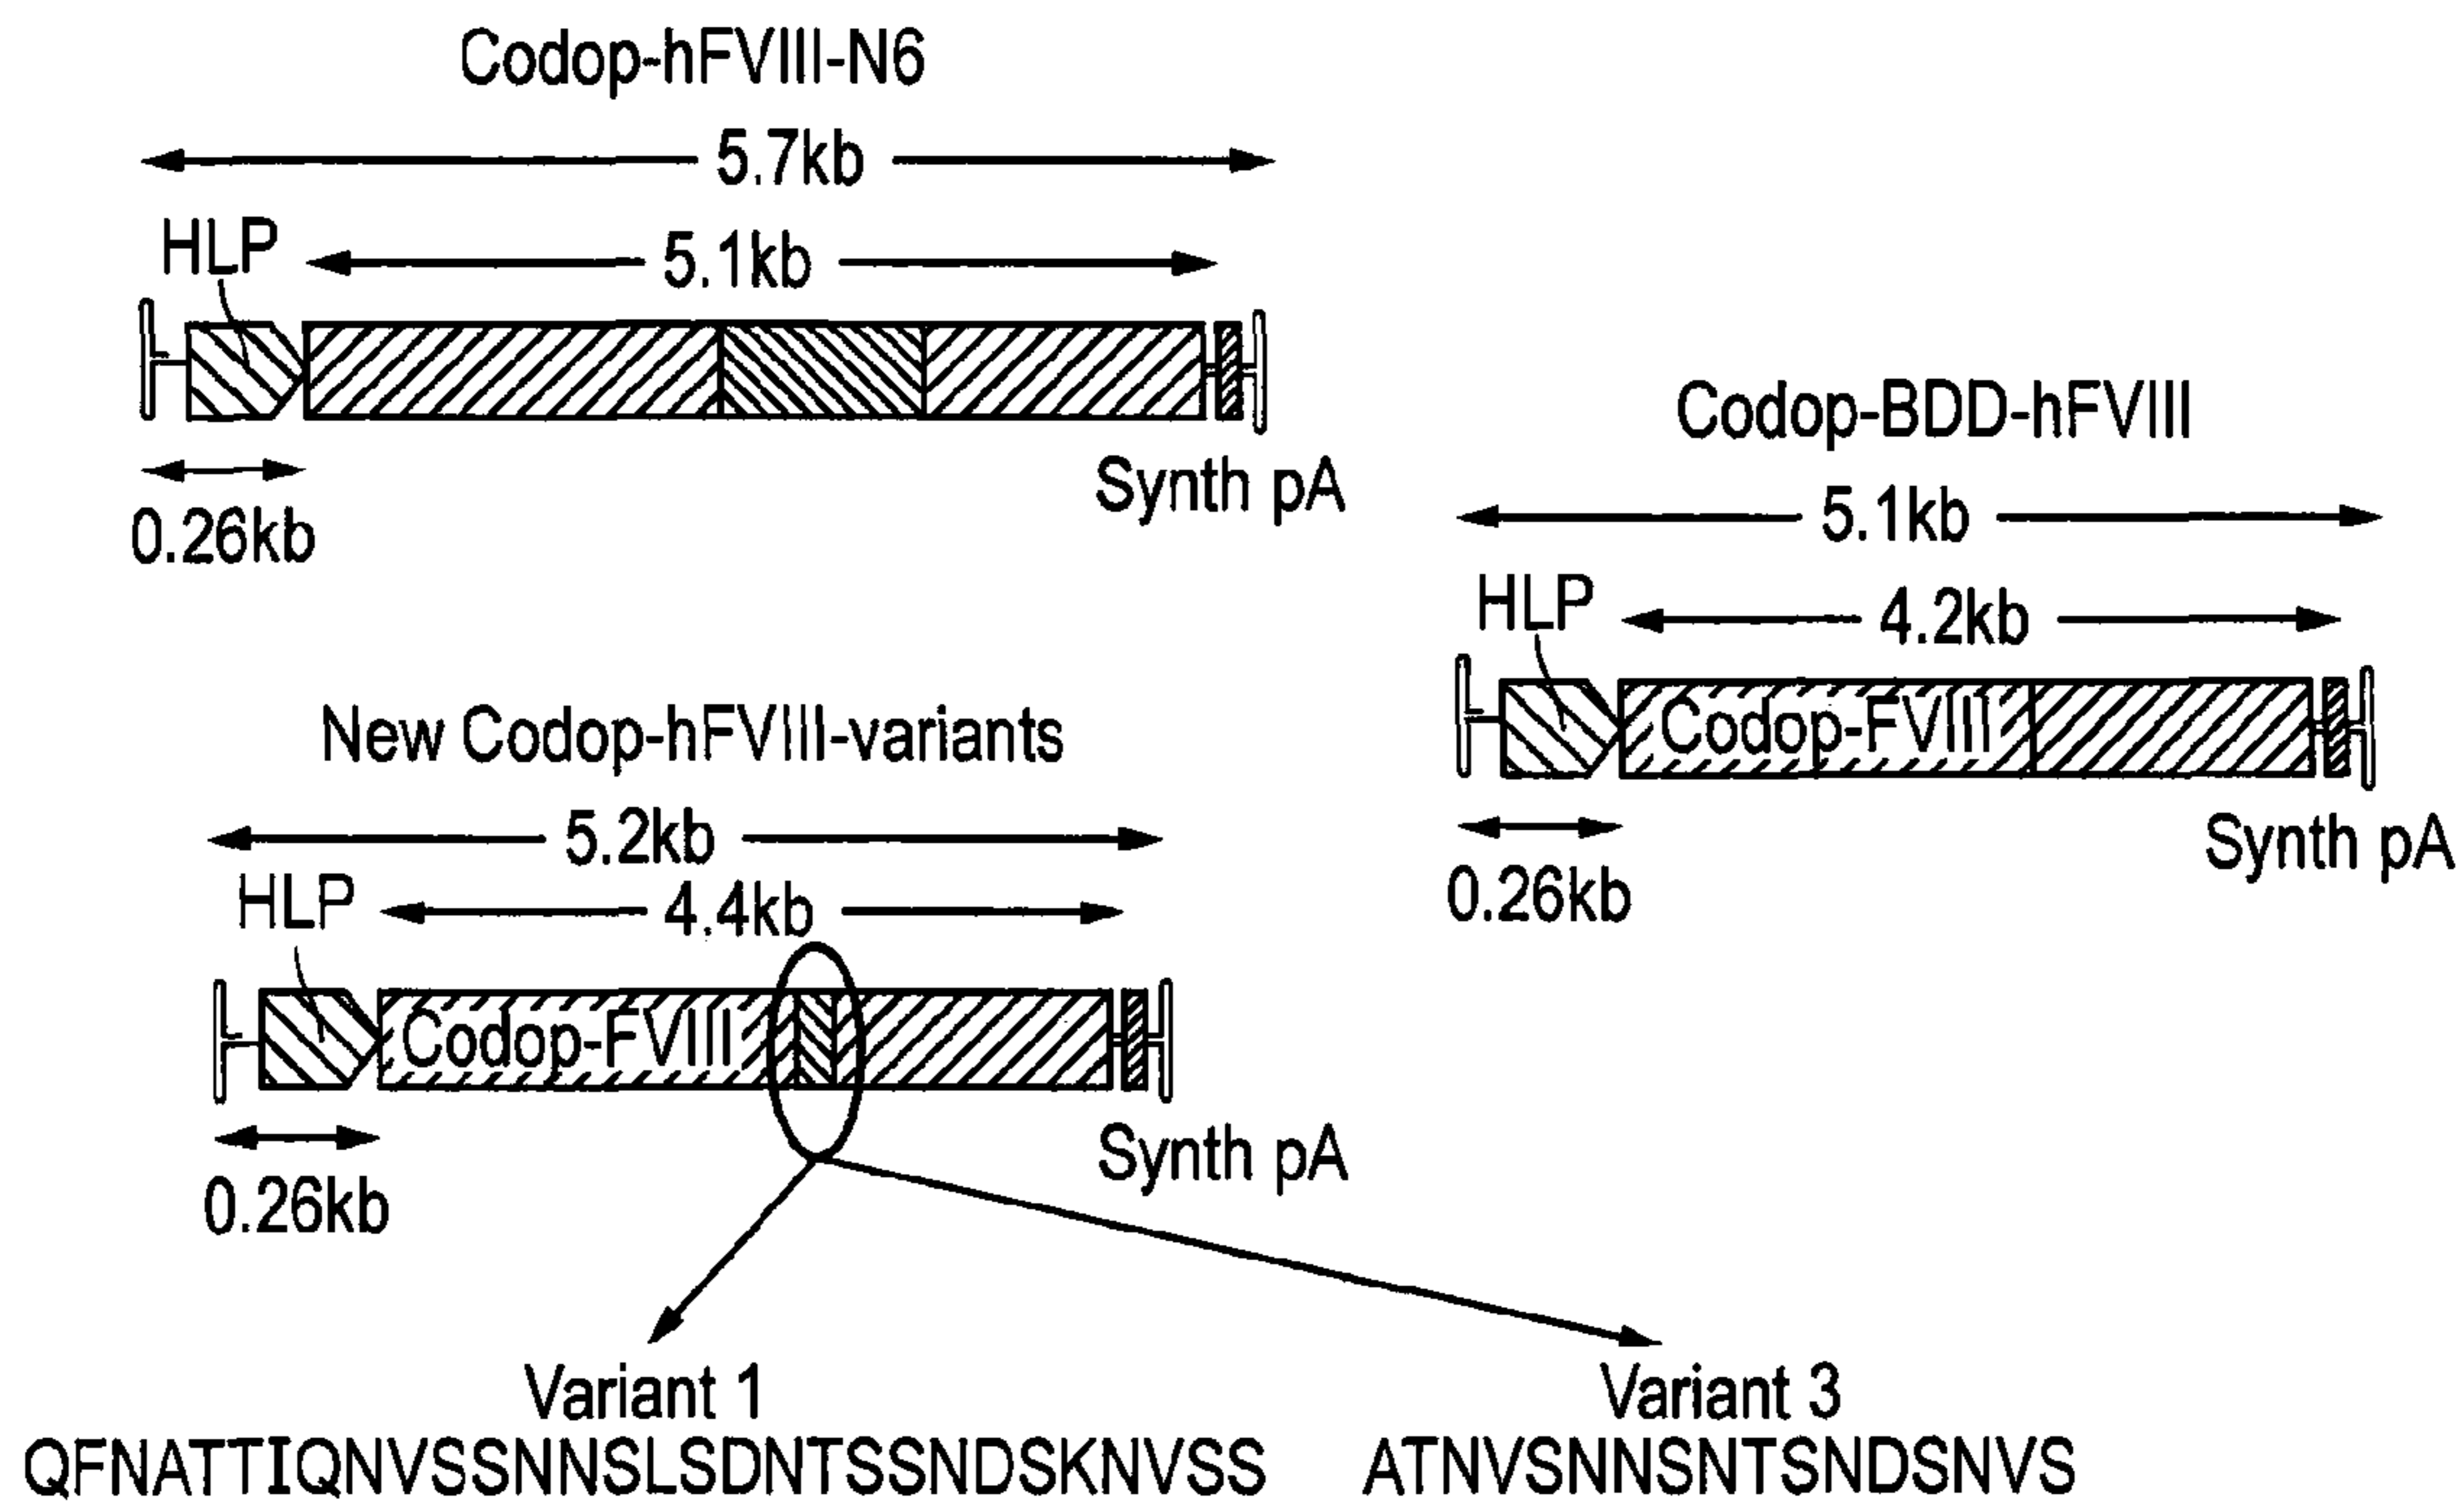 Codop-hFVIII-N6
5.7kb
HLP
5.1kb
Synth pA
0.26kb
Codop-BDD-hFVIII
5.1kb
HLP
4.2kb
Codop-FVIII
Synth pA
0.26kb
New Codop-hFVIII-variants
5.2kb
HLP
4.4kb
Codop-FVIII
Synth pA
0.26kb
Variant 1
QFNATTIQNVSSNNSLSDNTSSNDSKNVSS
Variant 3
ATNVSNNSNTSNDSNVS